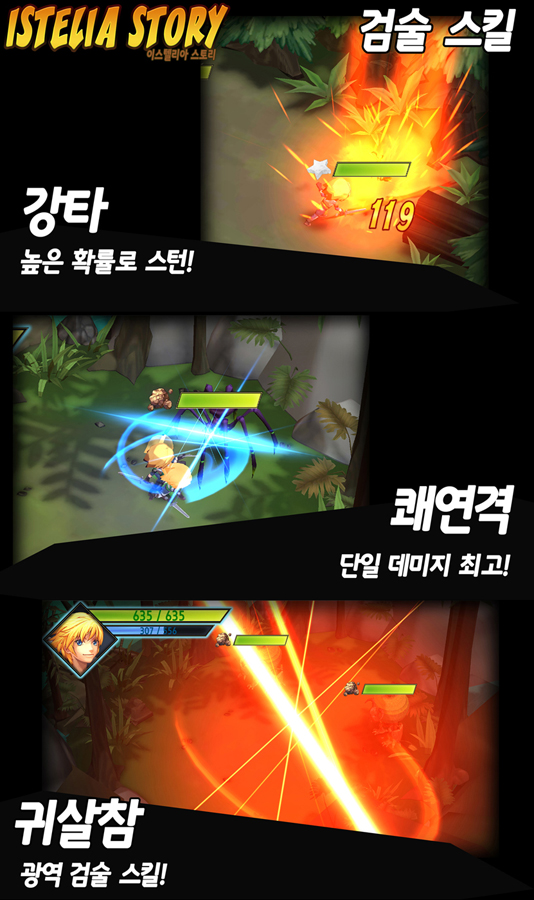 ISTELIA STORY
이스텔리아 스토리
검술 스킬
119
강타
높은 확률로 스턴!
쾌연격
단일 데미지 최고!
635 / 635
307 / 356
귀살참
광역 검술 스킬!